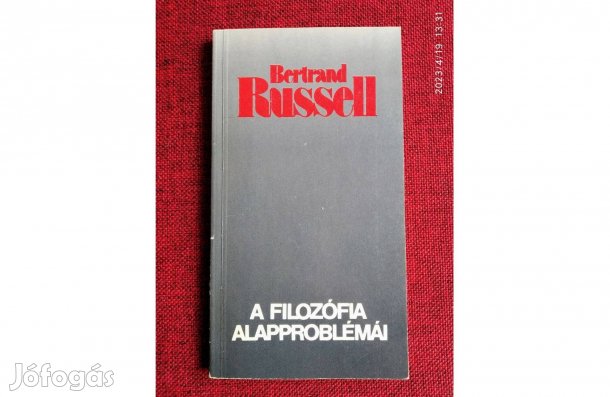 Bertrand
Russell
A FILOZÓFIA
ALAPPROBLÉMÁI
2023/4/19 13:31
Jófogás